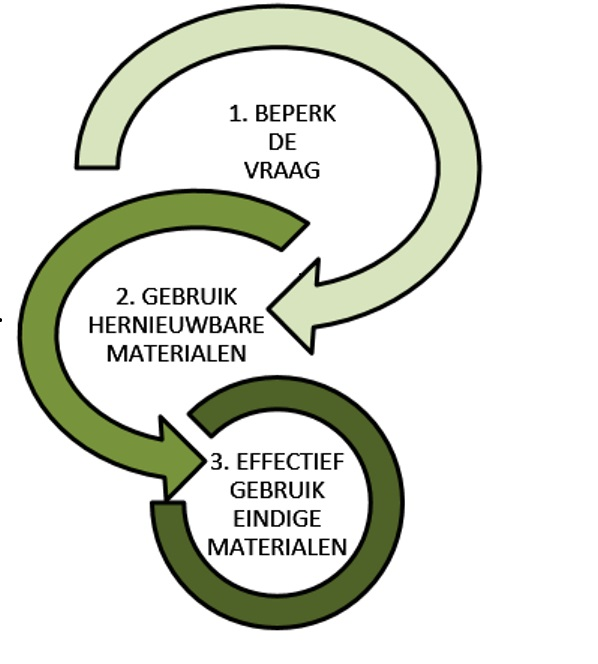 1. BEPERK
DE
VRAAG
2. GEBRUIK
HERNIEUWBARE
MATERIALEN
3. EFFECTIEF
GEBRUIK
EINDIGE
MATERIALEN